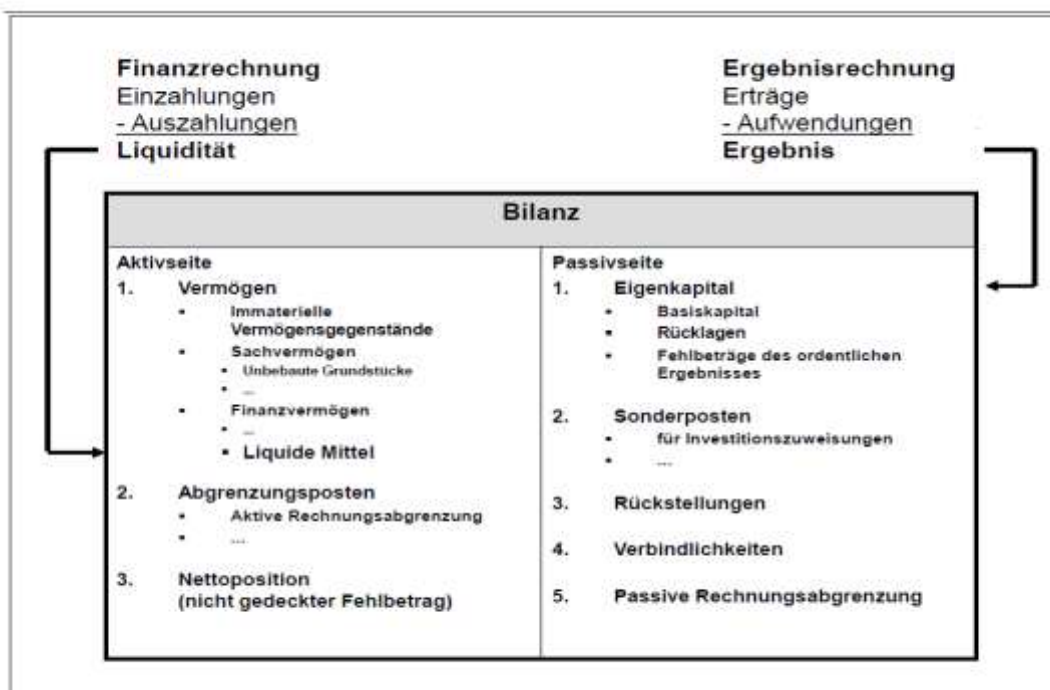 Finanzrechnung
Einzahlungen
- Auszahlungen
Liquidität
Ergebnisrechnung
Erträge
- Aufwendungen
Ergebnis
Bilanz
Aktivseite
1. Vermögen
▪ Immaterielle
Vermögensgegenstände
▪ Sachvermögen
▪ Unbebaute Grundstücke
▪ ...
▪ Finanzvermögen
▪ ...
▪ Liquide Mittel
2. Abgrenzungsposten
▪ Aktive Rechnungsabgrenzung
▪ ...
3. Nettoposition
(nicht gedeckter Fehlbetrag)
Passivseite
1. Eigenkapital
▪ Basiskapital
▪ Rücklagen
▪ Fehlbeträge des ordentlichen
Ergebnisses
2. Sonderposten
▪ für Investitionszuweisungen
▪ ...
3. Rückstellungen
4. Verbindlichkeiten
5. Passive Rechnungsabgrenzung